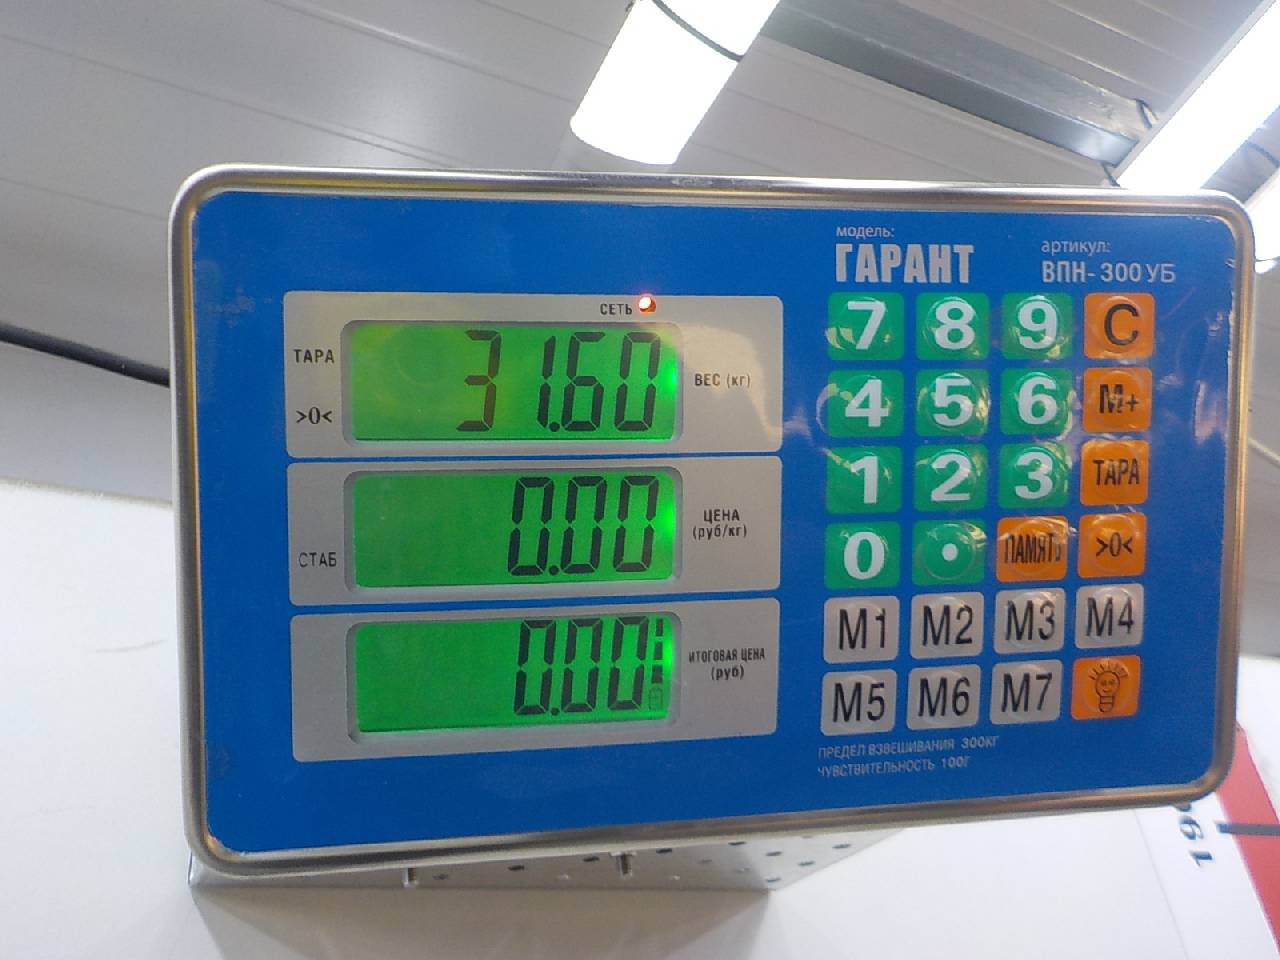 модель:
ГАРАНТ
артикул:
ВПН-300УБ
СЕТЬ
ТАРА
>0<
31.60
ВЕС (кг)
СТАБ
0.00
ЦЕНА
(руб/кг)
0.00
ИТОГОВАЯ ЦЕНА
(руб)
7 8 9 C
4 5 6 M+
1 2 3 ТАРА
0 • ПАМЯТЬ >0<
M1 M2 M3 M4
M5 M6 M7
ПРЕДЕЛ ВЗВЕШИВАНИЯ 300КГ
ЧУВСТВИТЕЛЬНОСТЬ 100Г